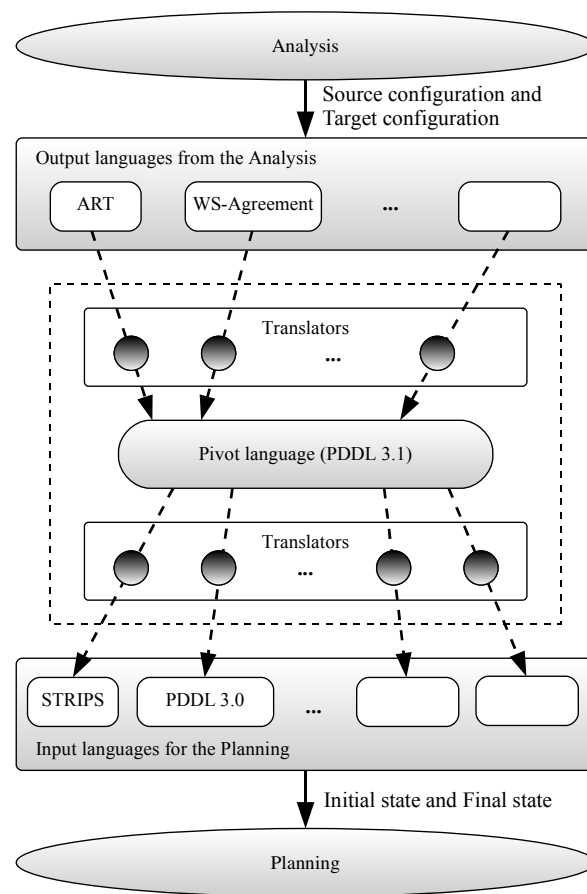 Analysis
Source configuration and
Target configuration
Output languages from the Analysis
ART
WS-Agreement
...
Translators
...
Pivot language (PDDL 3.1)
Translators
...
STRIPS
PDDL 3.0
...
Input languages for the Planning
Initial state and Final state
Planning